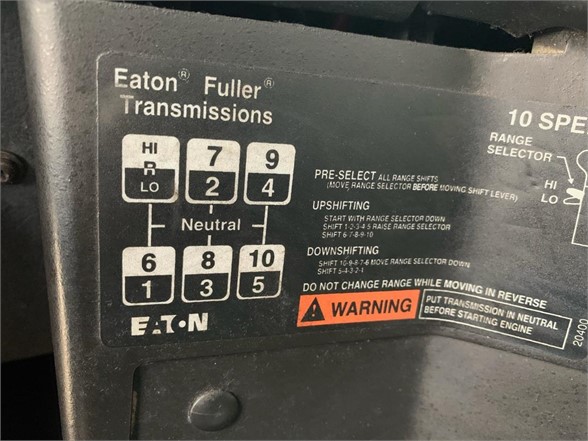 Eaton® Fuller®
Transmissions
HI 7 9
R
LO 2 4
Neutral
6 8 10
1 3 5
EATON
10 SPE
RANGE
SELECTOR
HI
LO
PRE-SELECT ALL RANGE SHIFTS
(MOVE RANGE SELECTOR BEFORE MOVING SHIFT LEVER)
UPSHIFTING
START WITH RANGE SELECTOR DOWN
SHIFT 1-2-3-4-5 RAISE RANGE SELECTOR
SHIFT 6-7-8-9-10
DOWNSHIFTING
SHIFT 10-9-8-7-6 MOVE RANGE SELECTOR DOWN
SHIFT 5-4-3-2-1
DO NOT CHANGE RANGE WHILE MOVING IN REVERSE
WARNING
PUT TRANSMISSION IN NEUTRAL
BEFORE STARTING ENGINE
20400